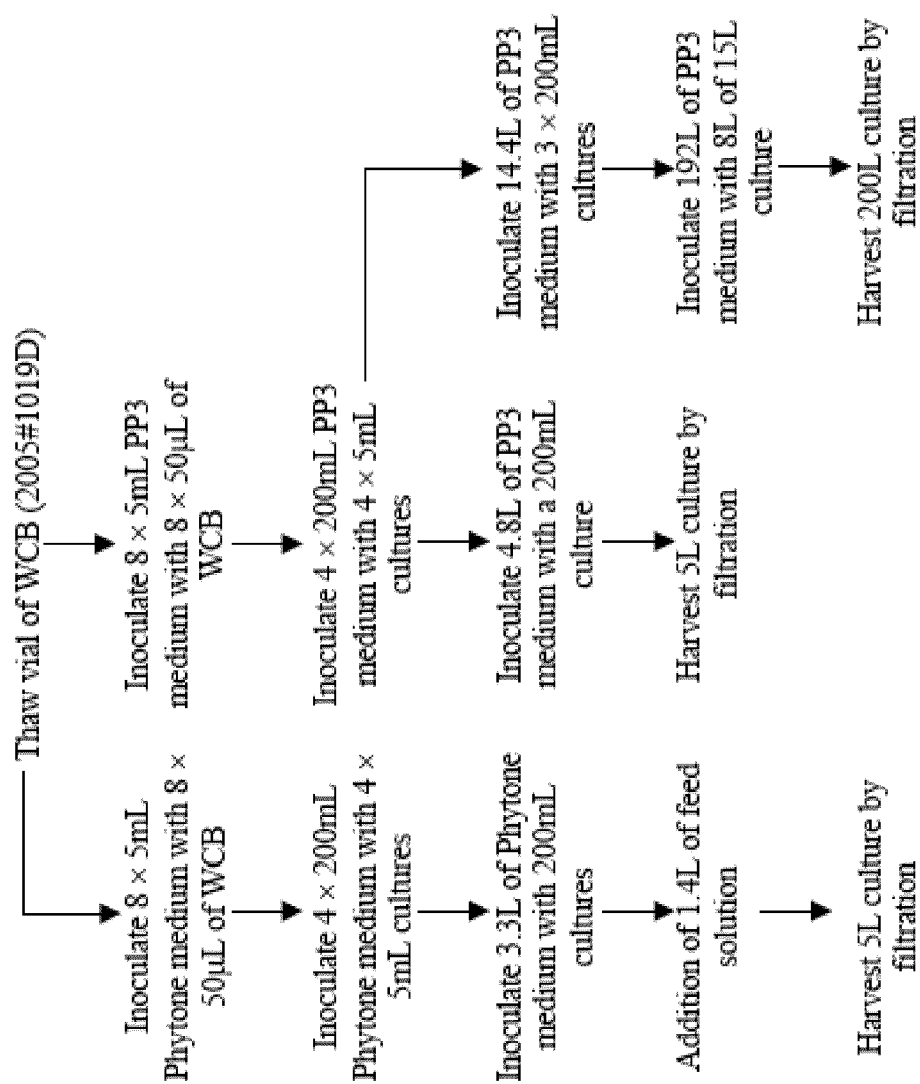 Thaw vial of WCB (2005#1019D)
Inoculate 8 × 5mL
Phytone medium with 8 ×
50μL of WCB
Inoculate 4 × 200mL
Phytone medium with 4 ×
5mL cultures
Inoculate 3.3L of Phytone
medium with 200mL
cultures
Addition of 1.4L of feed
solution
Harvest 5L culture by
filtration
Inoculate 8 × 5mL PP3
medium with 8 × 50μL of
WCB
Inoculate 4 × 200mL PP3
medium with 4 × 5mL
cultures
Inoculate 4.8L of PP3
medium with a 200mL
culture
Harvest 5L culture by
filtration
Inoculate 14.4L of PP3
medium with 3 × 200mL
cultures
Inoculate 192L of PP3
medium with 8L of 15L
culture
Harvest 200L culture by
filtration